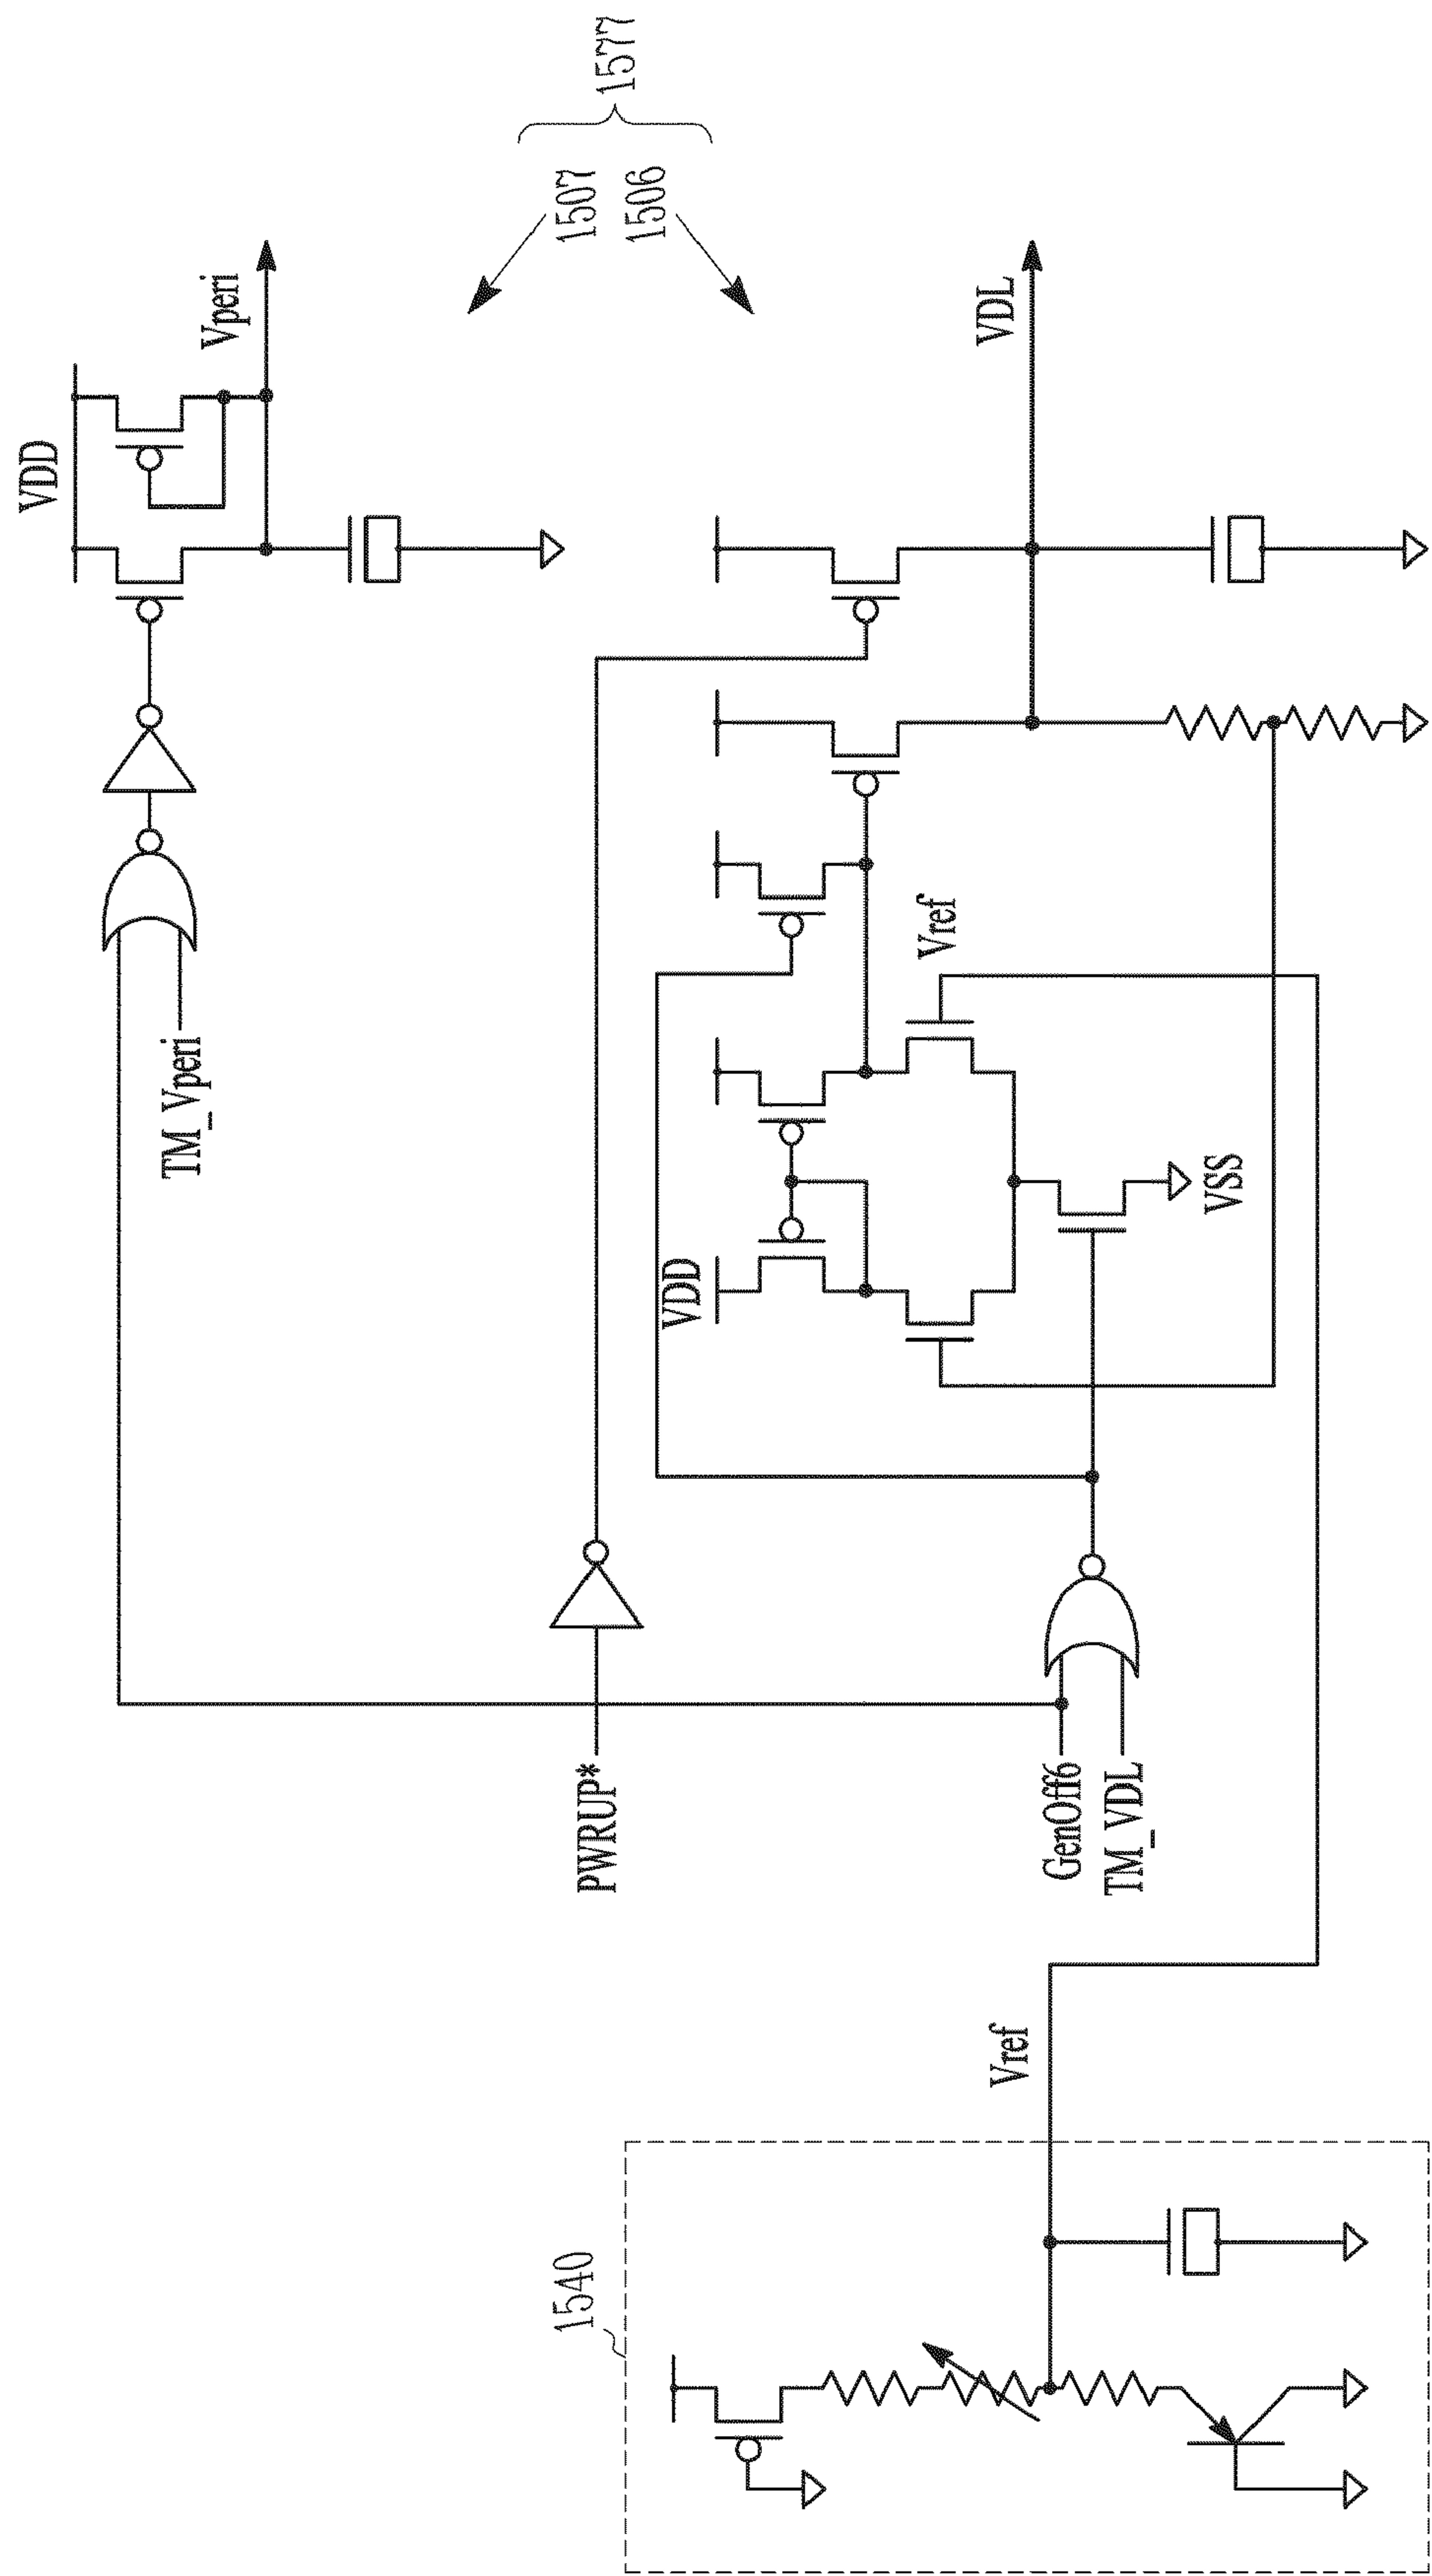 VDD
Vperi
TM_Vperi
1507
1506
1577
PWRUP*
VDD
Vref
VDL
VSS
GenOff6
TM_VDL
1540
Vref